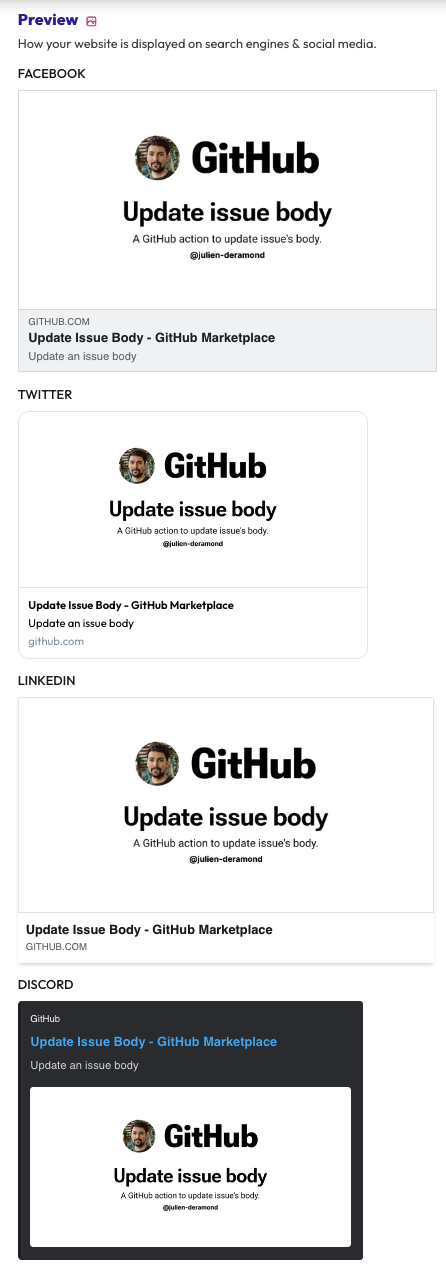 Preview
How your website is displayed on search engines & social media.
FACEBOOK
GitHub
Update issue body
A GitHub action to update issue's body.
@julien-deramond
GITHUB.COM
Update Issue Body - GitHub Marketplace
Update an issue body
TWITTER
GitHub
Update issue body
A GitHub action to update issue's body.
@julien-deramond
Update Issue Body - GitHub Marketplace
Update an issue body
github.com
LINKEDIN
GitHub
Update issue body
A GitHub action to update issue's body.
@julien-deramond
Update Issue Body - GitHub Marketplace
GITHUB.COM
DISCORD
GitHub
Update Issue Body - GitHub Marketplace
Update an issue body
GitHub
Update issue body
A GitHub action to update issue's body.
@julien-deramond